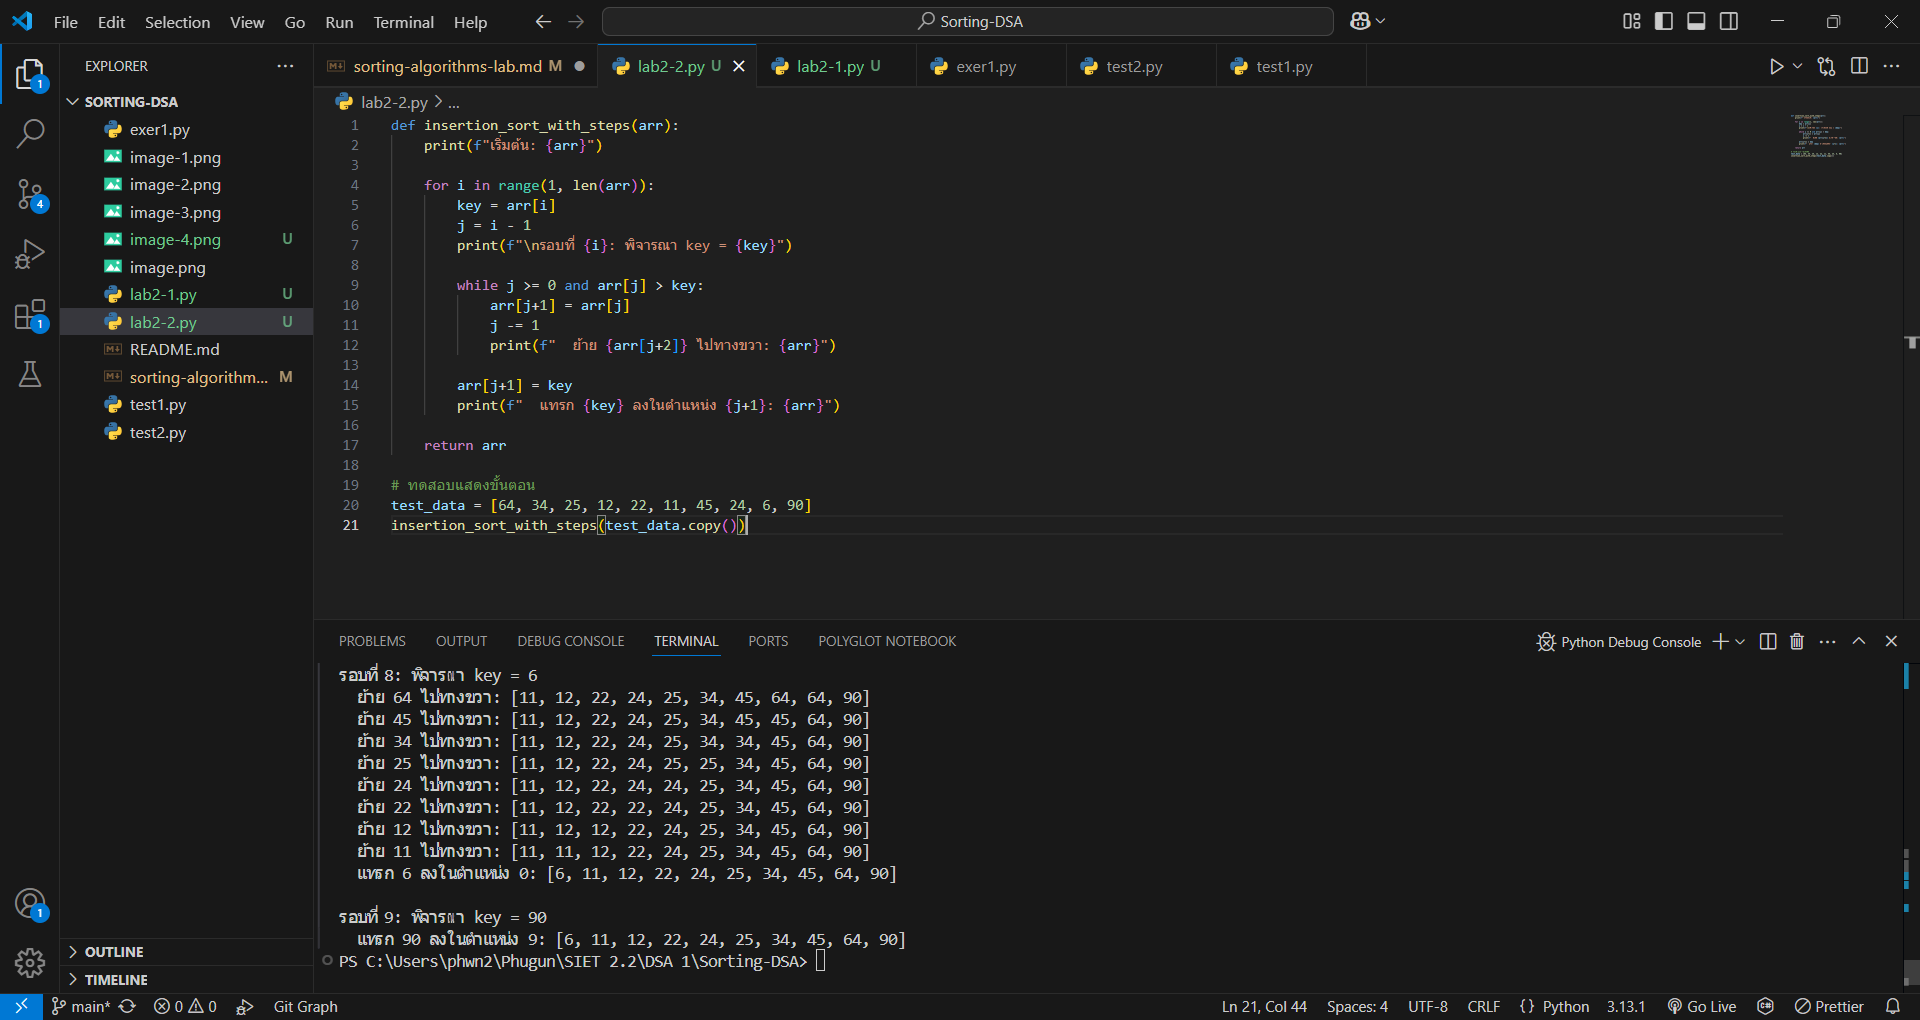 File Edit Selection View Go Run Terminal Help
Sorting-DSA
EXPLORER
SORTING-DSA
exer1.py
image-1.png
image-2.png
image-3.png
image-4.png U
image.png
lab2-1.py U
lab2-2.py U
README.md
sorting-algorithm... M
test1.py
test2.py
OUTLINE
TIMELINE
1
4
1
1
sorting-algorithms-lab.md M
lab2-2.py U
lab2-1.py U
exer1.py
test2.py
test1.py
lab2-2.py > ...
1 def insertion_sort_with_steps(arr):
2 print(f"เริ่มต้น: {arr}")
3
4 for i in range(1, len(arr)):
5 key = arr[i]
6 j = i - 1
7 print(f"\nรอบที่ {i}: พิจารณา key = {key}")
8
9 while j >= 0 and arr[j] > key:
10 arr[j+1] = arr[j]
11 j -= 1
12 print(f"  ย้าย {arr[j+2]} ไปทางขวา: {arr}")
13
14 arr[j+1] = key
15 print(f"  แทรก {key} ลงในตำแหน่ง {j+1}: {arr}")
16
17 return arr
18
19 # ทดสอบแสดงขั้นตอน
20 test_data = [64, 34, 25, 12, 22, 11, 45, 24, 6, 90]
21 insertion_sort_with_steps(test_data.copy())
PROBLEMS OUTPUT DEBUG CONSOLE TERMINAL PORTS POLYGLOT NOTEBOOK
Python Debug Console
รอบที่ 8: พิจารณา key = 6
ย้าย 64 ไปทางขวา: [11, 12, 22, 24, 25, 34, 45, 64, 64, 90]
ย้าย 45 ไปทางขวา: [11, 12, 22, 24, 25, 34, 45, 45, 64, 90]
ย้าย 34 ไปทางขวา: [11, 12, 22, 24, 25, 34, 34, 45, 64, 90]
ย้าย 25 ไปทางขวา: [11, 12, 22, 24, 25, 25, 34, 45, 64, 90]
ย้าย 24 ไปทางขวา: [11, 12, 22, 24, 24, 25, 34, 45, 64, 90]
ย้าย 22 ไปทางขวา: [11, 12, 22, 22, 24, 25, 34, 45, 64, 90]
ย้าย 12 ไปทางขวา: [11, 12, 12, 22, 24, 25, 34, 45, 64, 90]
ย้าย 11 ไปทางขวา: [11, 11, 12, 22, 24, 25, 34, 45, 64, 90]
แทรก 6 ลงในตำแหน่ง 0: [6, 11, 12, 22, 24, 25, 34, 45, 64, 90]
รอบที่ 9: พิจารณา key = 90
แทรก 90 ลงในตำแหน่ง 9: [6, 11, 12, 22, 24, 25, 34, 45, 64, 90]
PS C:\Users\phwn2\Phugun\SIET 2.2\DSA 1\Sorting-DSA>
main* 0 0 Git Graph
Ln 21, Col 44 Spaces: 4 UTF-8 CRLF {} Python 3.13.1 Go Live Prettier